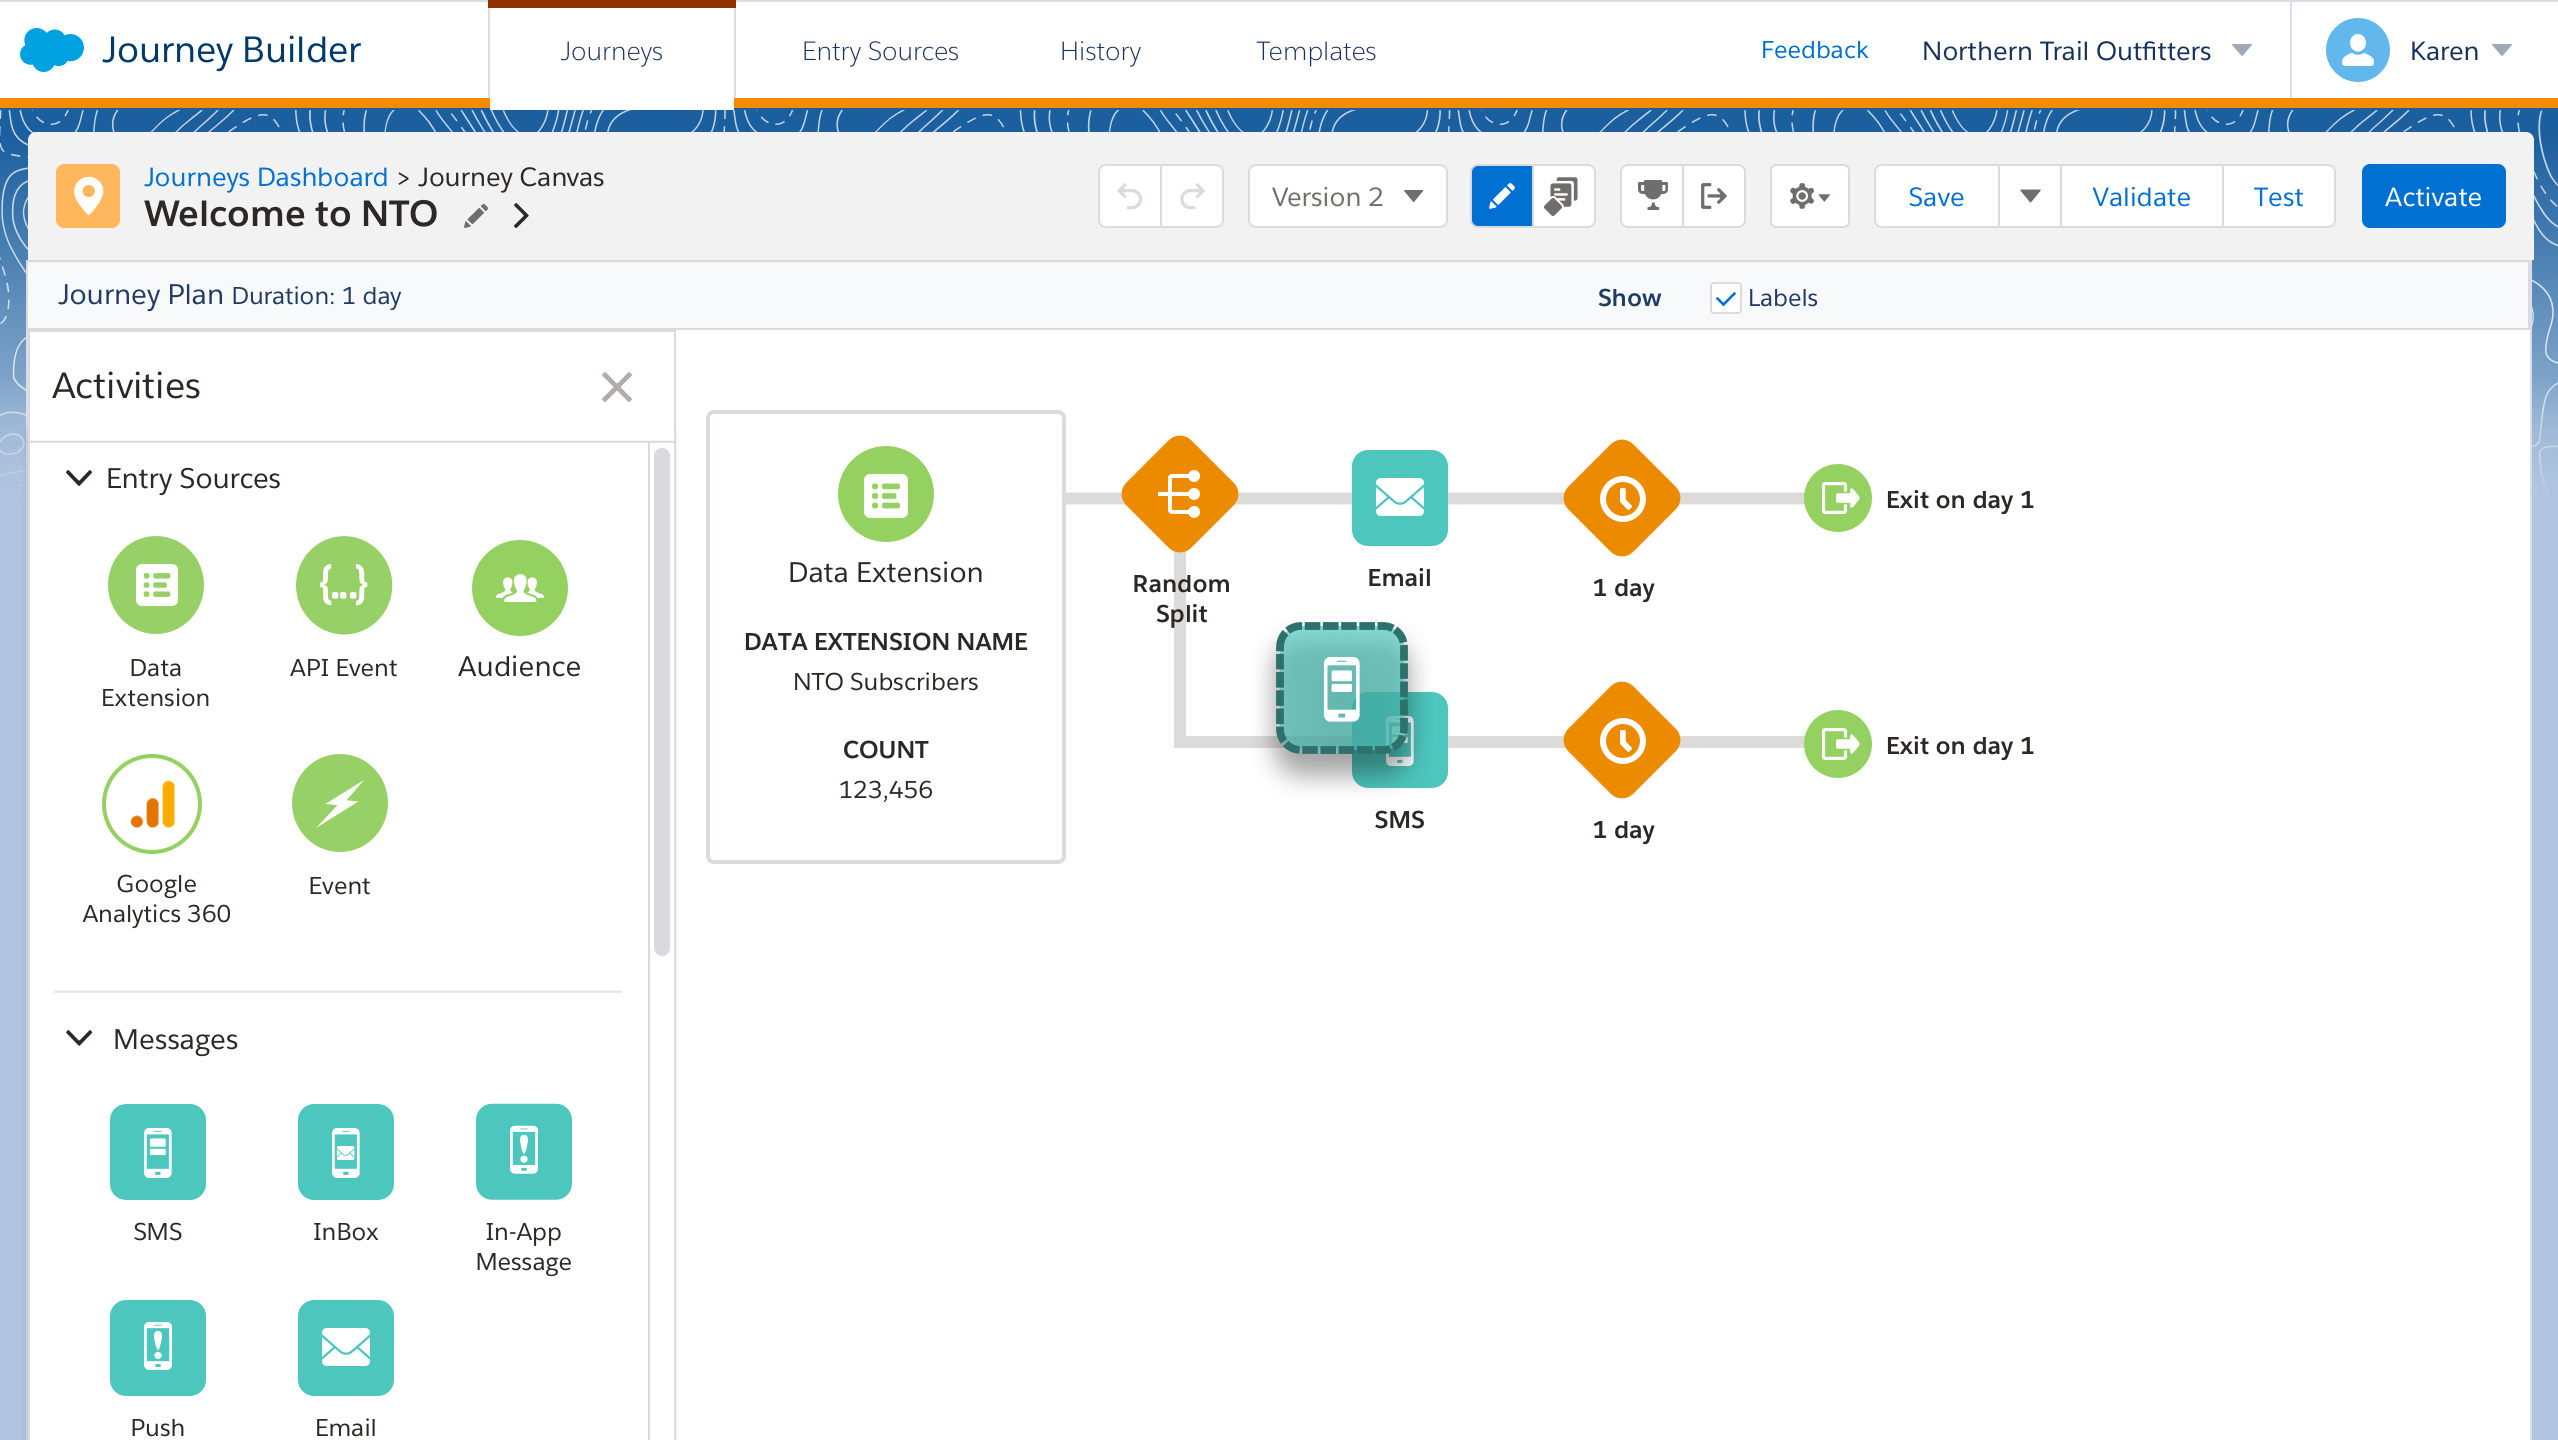 Journey Builder
Journeys
Entry Sources
History
Templates
Feedback
Northern Trail Outfitters
Karen
Journeys Dashboard > Journey Canvas
Welcome to NTO
Version 2
Save
Validate
Test
Activate
Journey Plan Duration: 1 day
Show
Labels
Activities
Entry Sources
Data
Extension
API Event
Audience
Google
Analytics 360
Event
Messages
SMS
InBox
In-App
Message
Push
Email
Data Extension
DATA EXTENSION NAME
NTO Subscribers
COUNT
123,456
Random
Split
Email
1 day
Exit on day 1
SMS
1 day
Exit on day 1